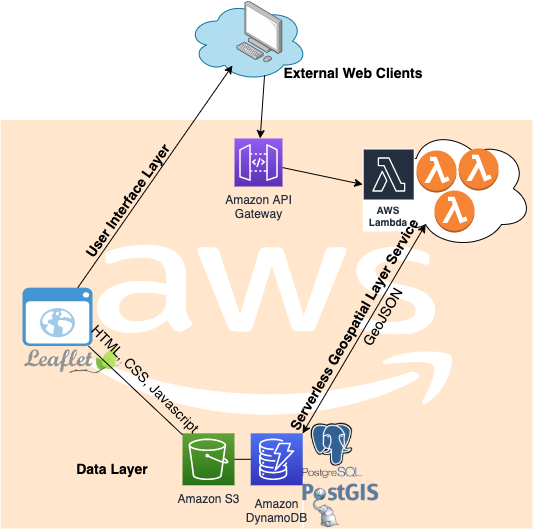 External Web Clients
Amazon API
Gateway
AWS
Lambda
User Interface Layer
aws
Serverless Geospatial Layer Service
GeoJSON
Leaflet
HTML, CSS, Javascript
Data Layer
Amazon S3
Amazon
DynamoDB
PostgreSQL
PostGIS